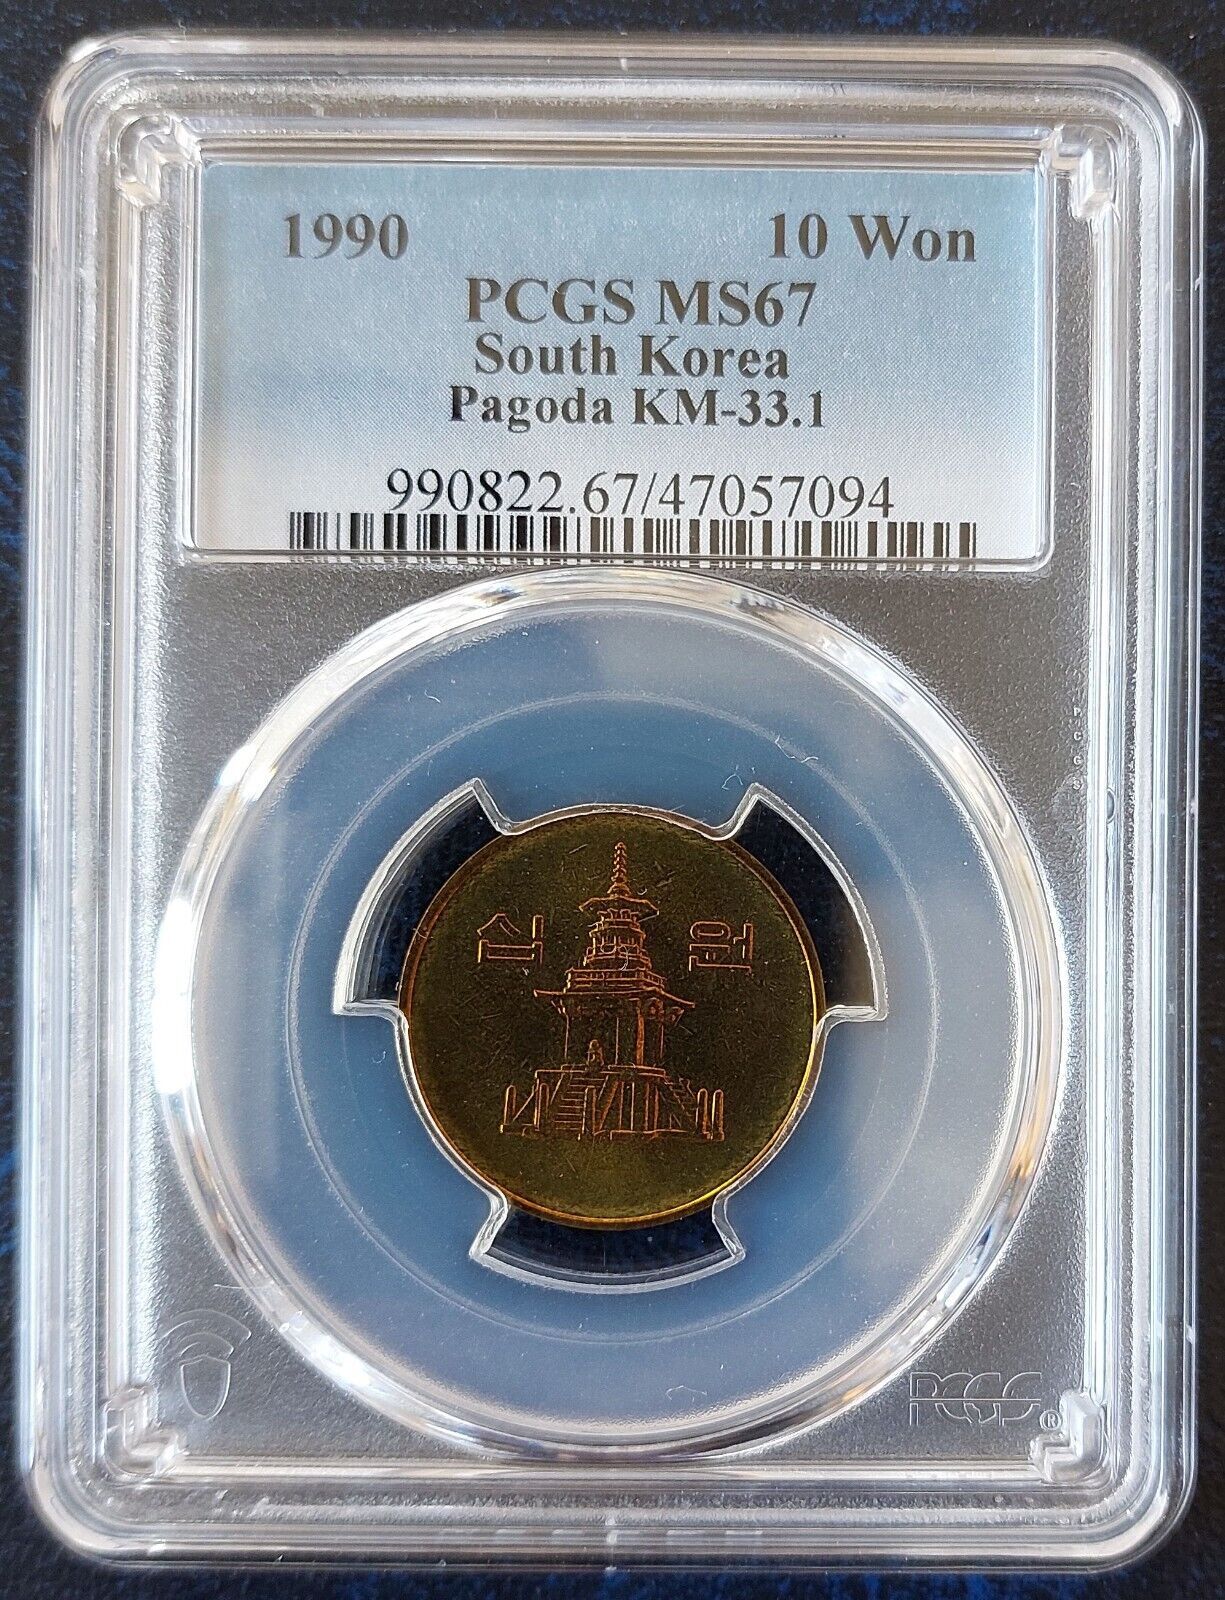 1990 10 Won
PCGS MS67
South Korea
Pagoda KM-33.1
990822.67/47057094
십 원
PCGS®